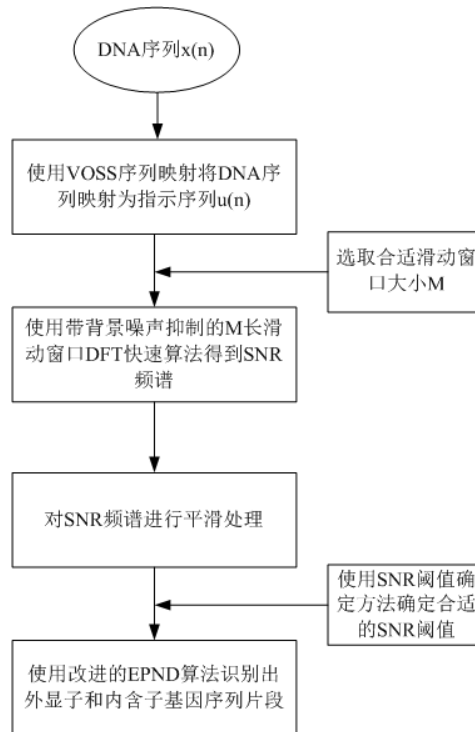 DNA序列x(n)
使用VOSS序列映射将DNA序
列映射为指示序列u(n)
选取合适滑动窗
口大小M
使用带背景噪声抑制的M长滑
动窗口DFT快速算法得到SNR
频谱
对SNR频谱进行平滑处理
使用SNR阈值确
定方法确定合适
的SNR阈值
使用改进的EPND算法识别出
外显子和内含子基因序列片段